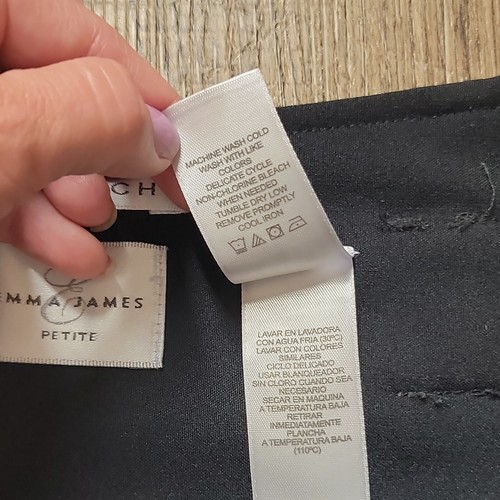 MACHINE WASH COLD
WASH WITH LIKE
COLORS
DELICATE CYCLE
NON-CHLORINE BLEACH
WHEN NEEDED
TUMBLE DRY LOW
REMOVE PROMPTLY
COOL IRON
CH
EMMA JAMES
PETITE
LAVAR EN LAVADORA
CON AGUA FRIA (30ºC)
LAVAR CON COLORES
SIMILARES
CICLO DELICADO
USAR BLANQUEADOR
SIN CLORO CUANDO SEA
NECESARIO
SECAR EN MAQUINA
A TEMPERATURA BAJA
RETIRAR
INMEDIATAMENTE
PLANCHA
A TEMPERATURA BAJA
(110ºC)